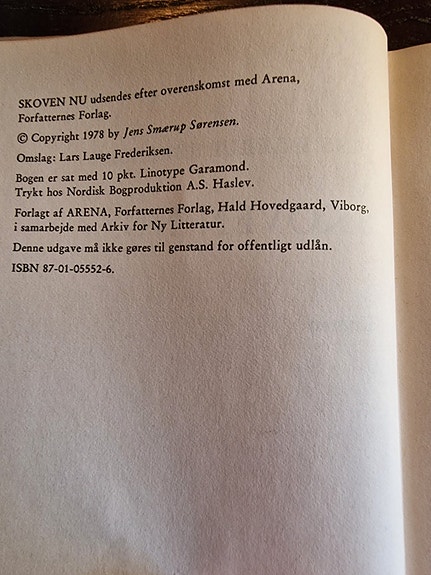 SKOVEN NU udsendes efter overenskomst med Arena,
Forfatternes Forlag.
© Copyright 1978 by Jens Smærup Sørensen.
Omslag: Lars Lauge Frederiksen.
Bogen er sat med 10 pkt. Linotype Garamond.
Trykt hos Nordisk Bogproduktion A.S. Haslev.
Forlagt af ARENA, Forfatternes Forlag, Hald Hovedgaard, Viborg,
i samarbejde med Arkiv for Ny Litteratur.
Denne udgave må ikke gøres til genstand for offentligt udlån.
ISBN 87-01-05552-6.